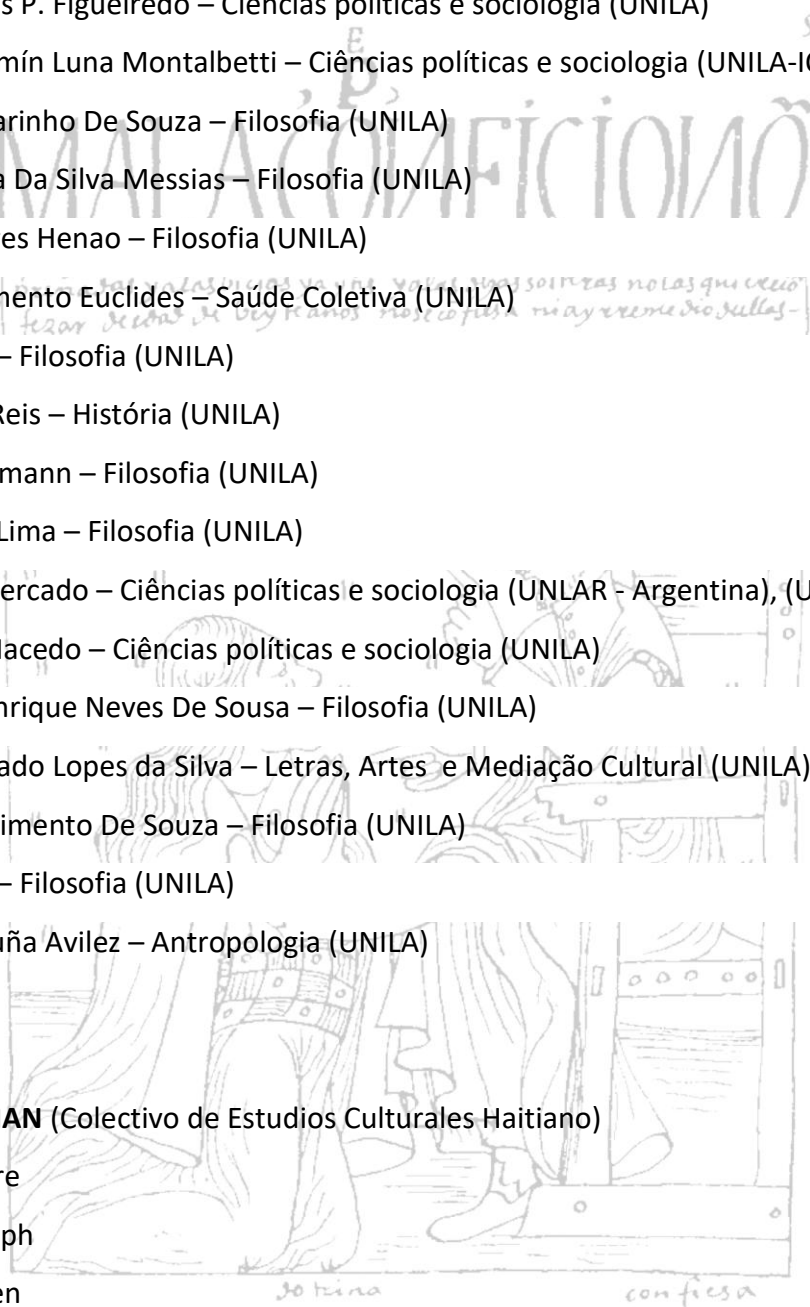 s P. Figueiredo – Ciências políticas e sociologia (UNILA)
E
mín Luna Montalbetti – Ciências políticas e sociologia (UNILA-I
arinho De Souza – Filosofia (UNILA)
MALACŌNFICIONŌ
a Da Silva Messias – Filosofia (UNILA)
es Henao – Filosofia (UNILA)
mento Euclides – Saúde Coletiva (UNILA)
– Filosofia (UNILA)
Reis – História (UNILA)
mann – Filosofia (UNILA)
Lima – Filosofia (UNILA)
ercado – Ciências políticas e sociologia (UNLAR - Argentina), (U
acedo – Ciências políticas e sociologia (UNILA)
nrique Neves De Sousa – Filosofia (UNILA)
ado Lopes da Silva – Letras, Artes e Mediação Cultural (UNILA)
imento De Souza – Filosofia (UNILA)
– Filosofia (UNILA)
uña Avilez – Antropologia (UNILA)
AN (Colectivo de Estudios Culturales Haitiano)
re
ph
en
dotrina confiesa